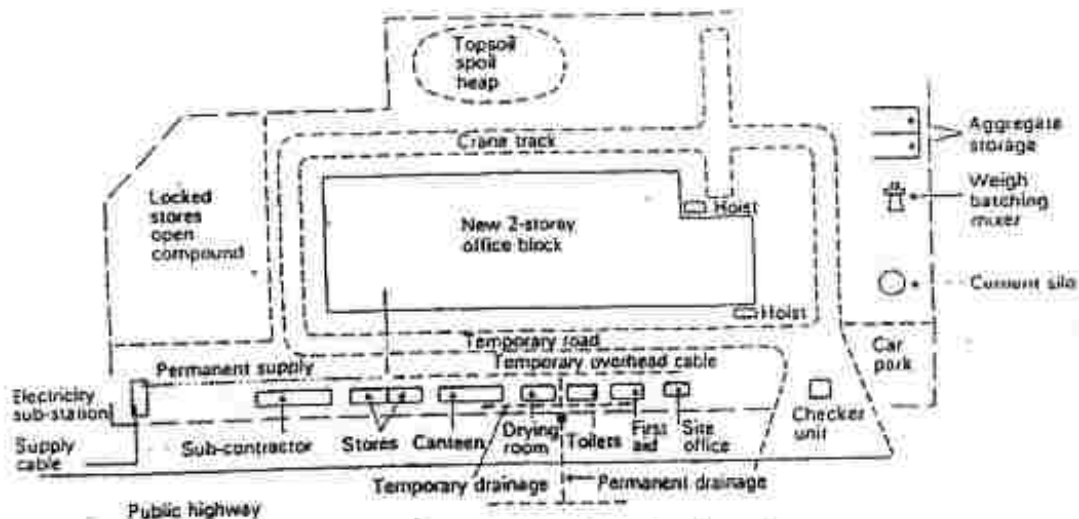 Topsoil
spoil
heap
Crane track
Aggregate
storage
Locked
stores
open
compound
New 2-storey
office block
Hoist
Weigh
batching
mixer
Cement silo
Hoist
Temporary road
Temporary overhead cable
Permanent supply
Car
park
Electricity
sub-station
Supply
cable
Sub-contractor
Stores
Canteen
Drying
room
Toilets
First
aid
Site
office
Checker
unit
Temporary drainage
Permanent drainage
Public highway